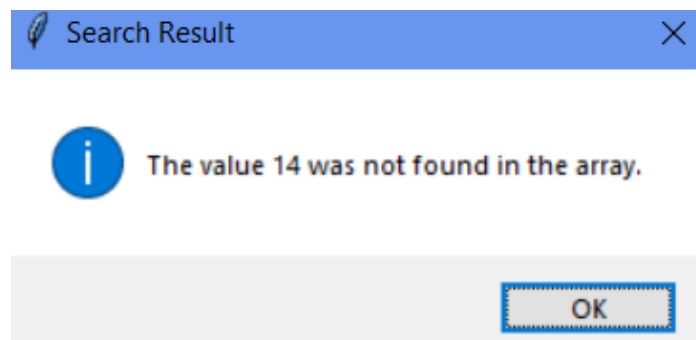 Search Result
The value 14 was not found in the array.
OK